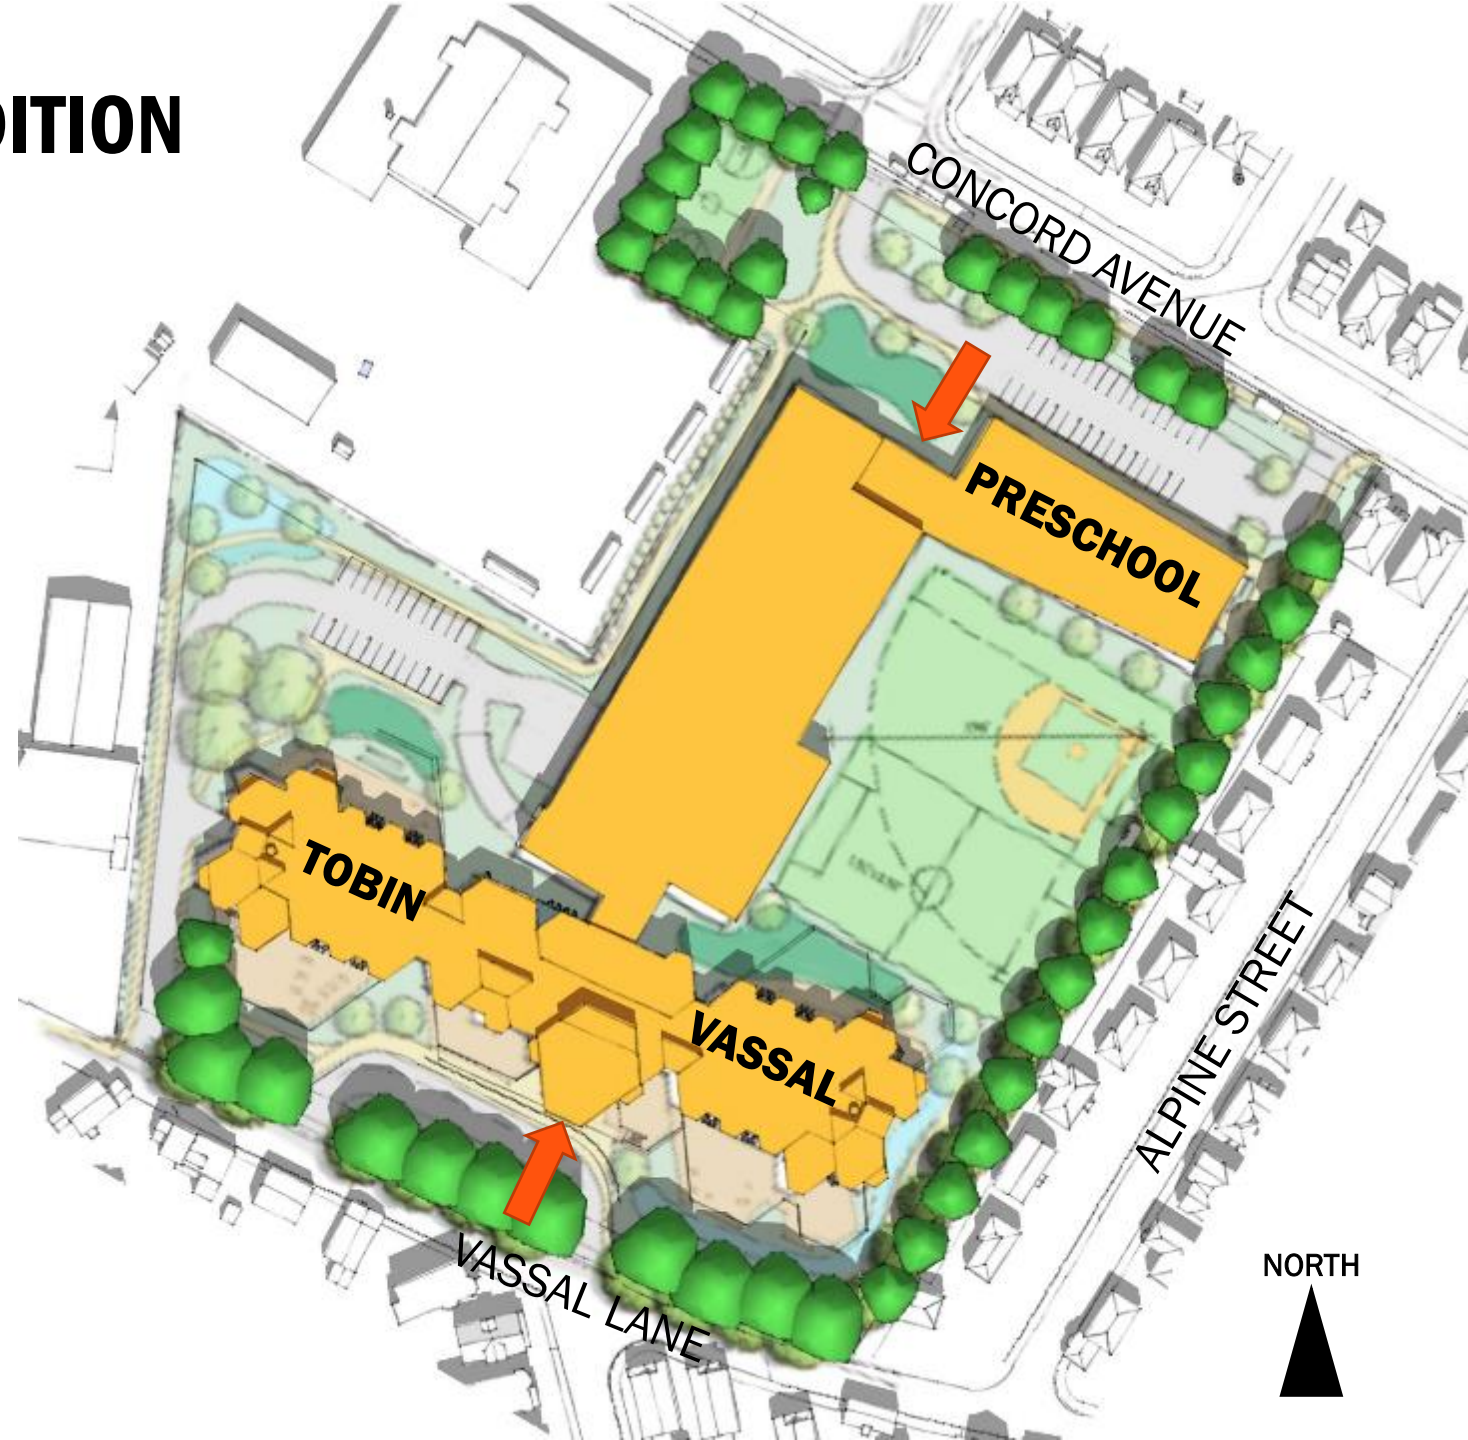 DITION
CONCORD AVENUE
PRESCHOOL
TOBIN
VASSAL
ALPINE STREET
VASSAL LANE
NORTH